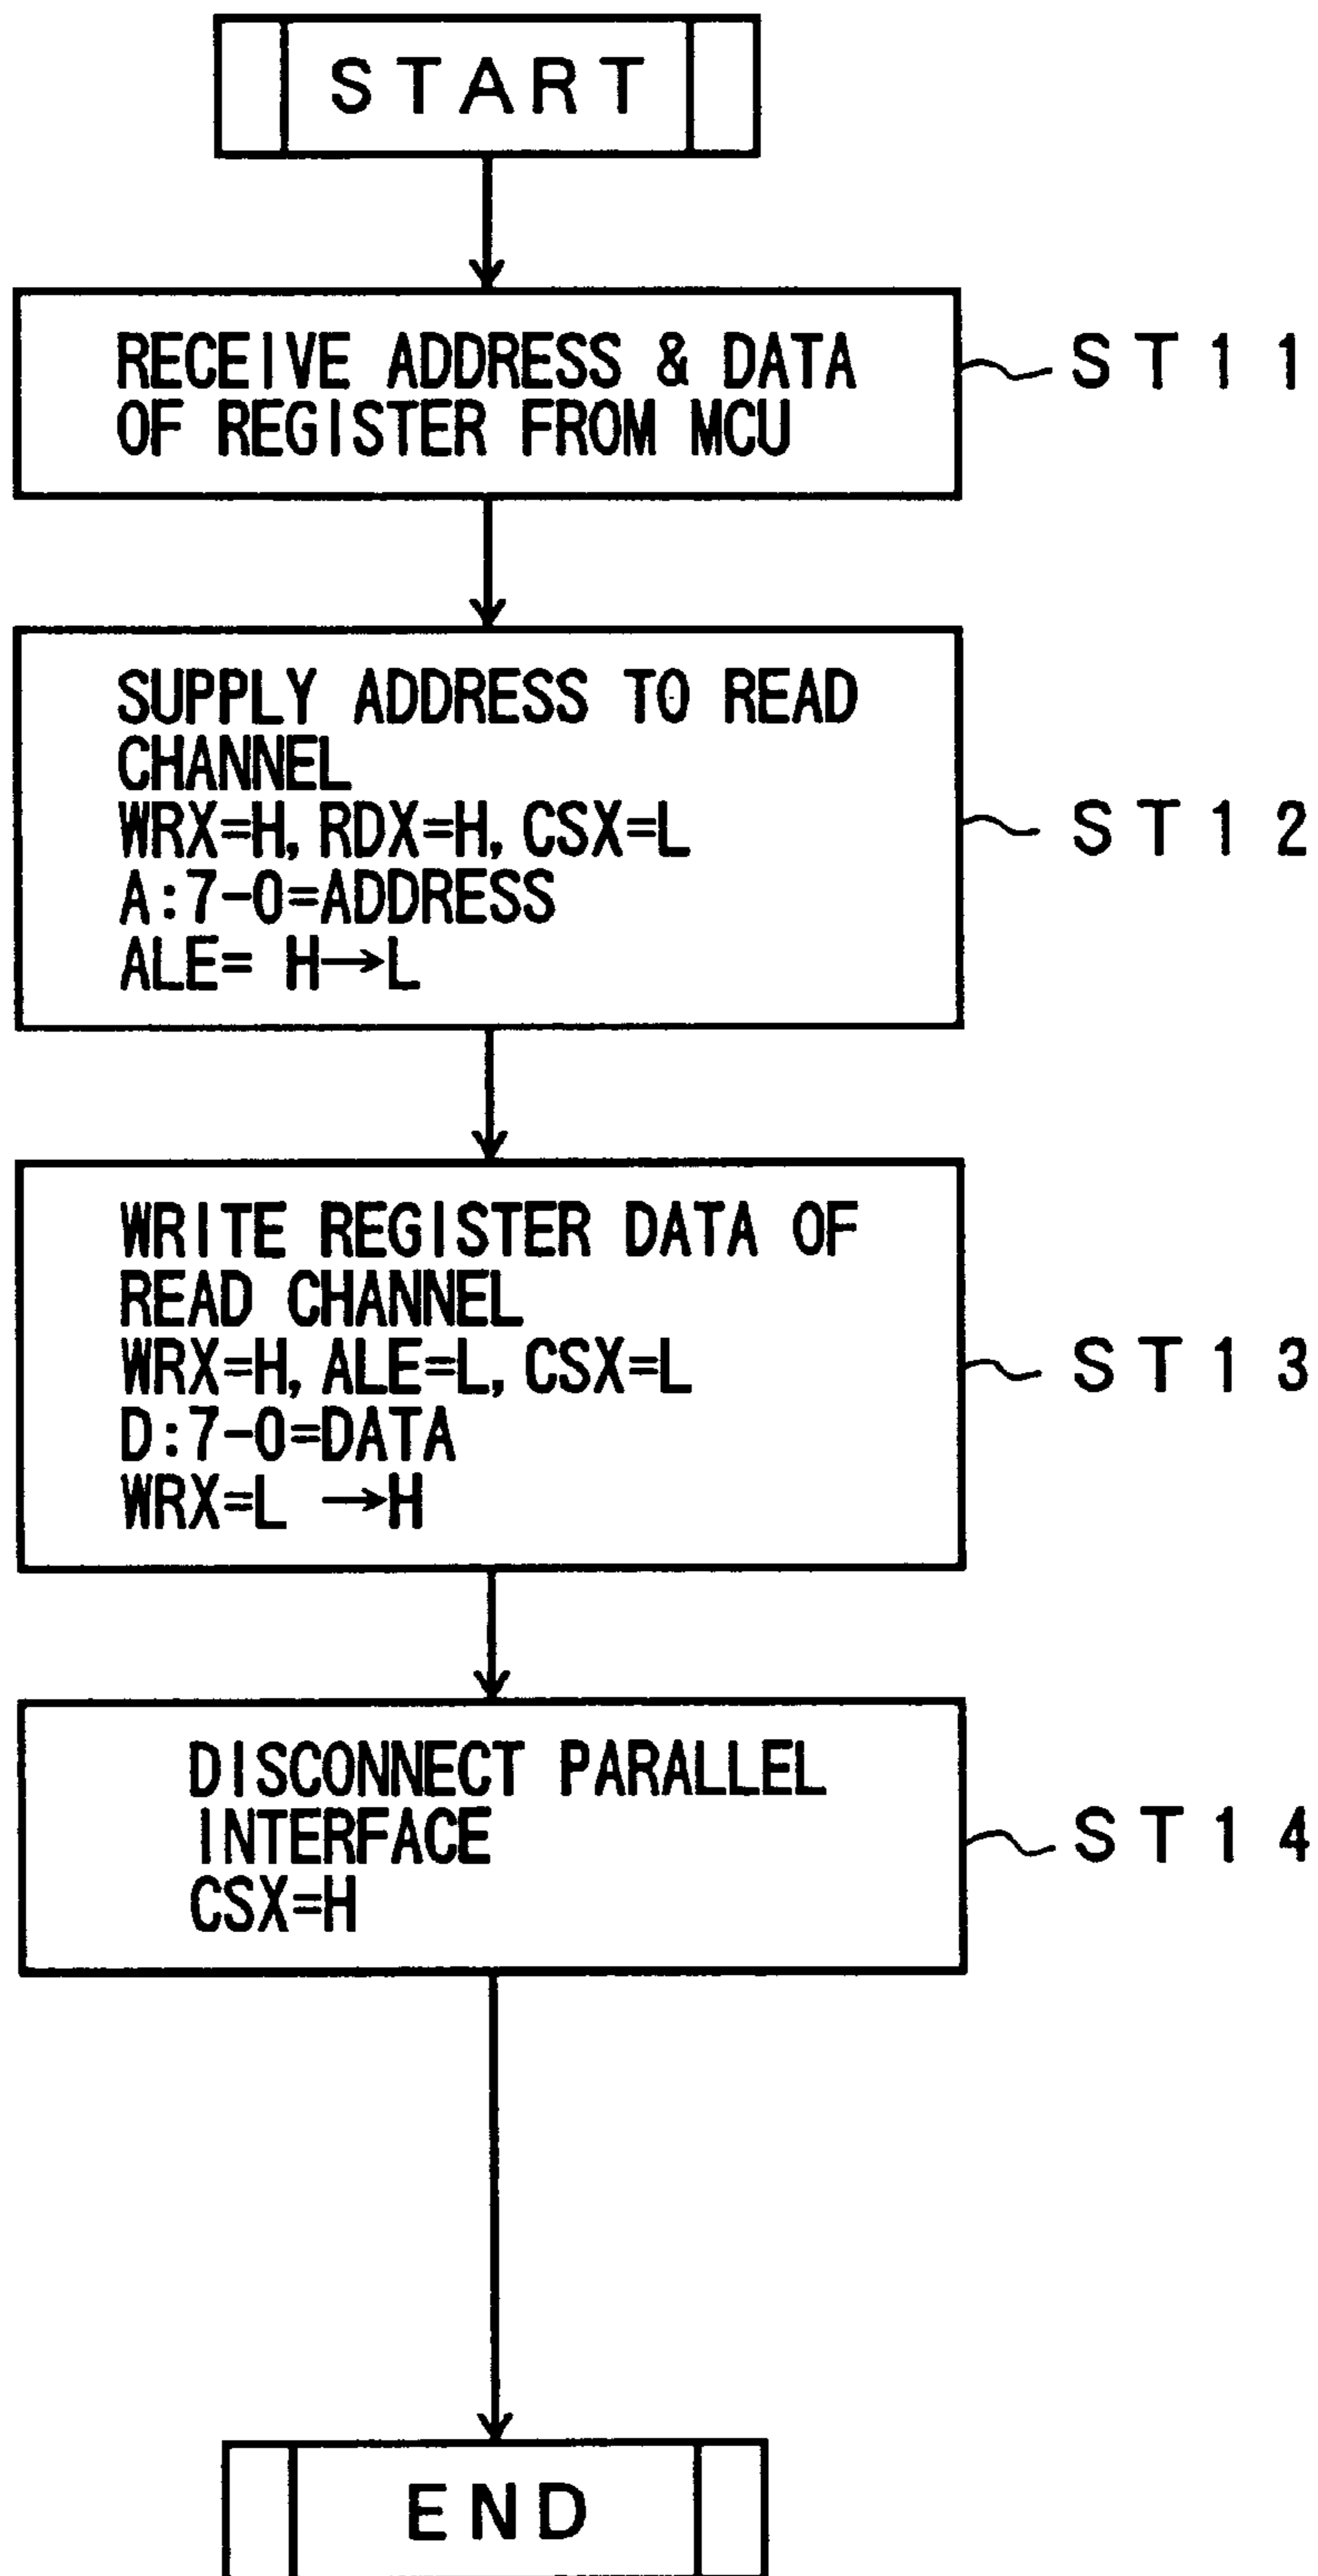 START
RECEIVE ADDRESS & DATA
OF REGISTER FROM MCU
ST11
SUPPLY ADDRESS TO READ
CHANNEL
WRX=H, RDX=H, CSX=L
A:7-0=ADDRESS
ALE= H→L
ST12
WRITE REGISTER DATA OF
READ CHANNEL
WRX=H, ALE=L, CSX=L
D:7-0=DATA
WRX=L →H
ST13
DISCONNECT PARALLEL
INTERFACE
CSX=H
ST14
END